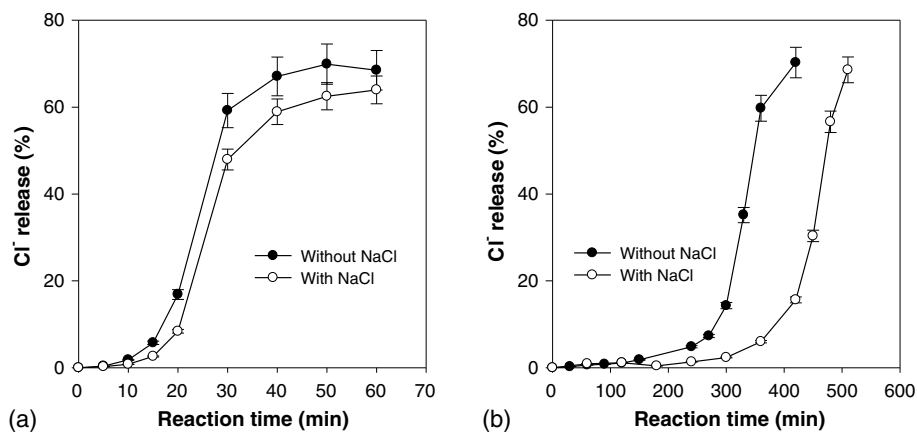 80
60
40
20
0
Cl⁻ release (%)
Without NaCl
With NaCl
0 10 20 30 40 50 60 70
Reaction time (min)
(a)
80
60
40
20
0
Cl⁻ release (%)
Without NaCl
With NaCl
0 100 200 300 400 500 600
Reaction time (min)
(b)